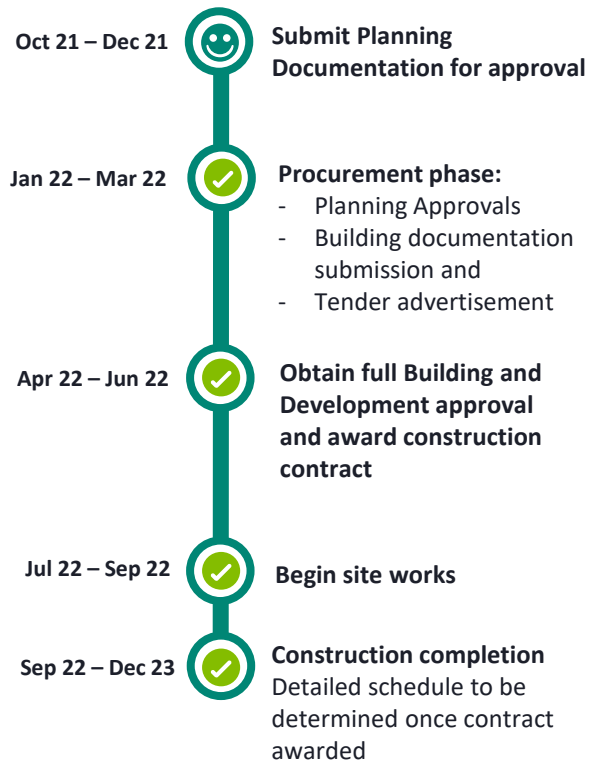 Oct 21 – Dec 21
Submit Planning
Documentation for approval
Jan 22 – Mar 22
Procurement phase:
- Planning Approvals
- Building documentation
submission and
- Tender advertisement
Apr 22 – Jun 22
Obtain full Building and
Development approval
and award construction
contract
Jul 22 – Sep 22
Begin site works
Sep 22 – Dec 23
Construction completion
Detailed schedule to be
determined once contract
awarded